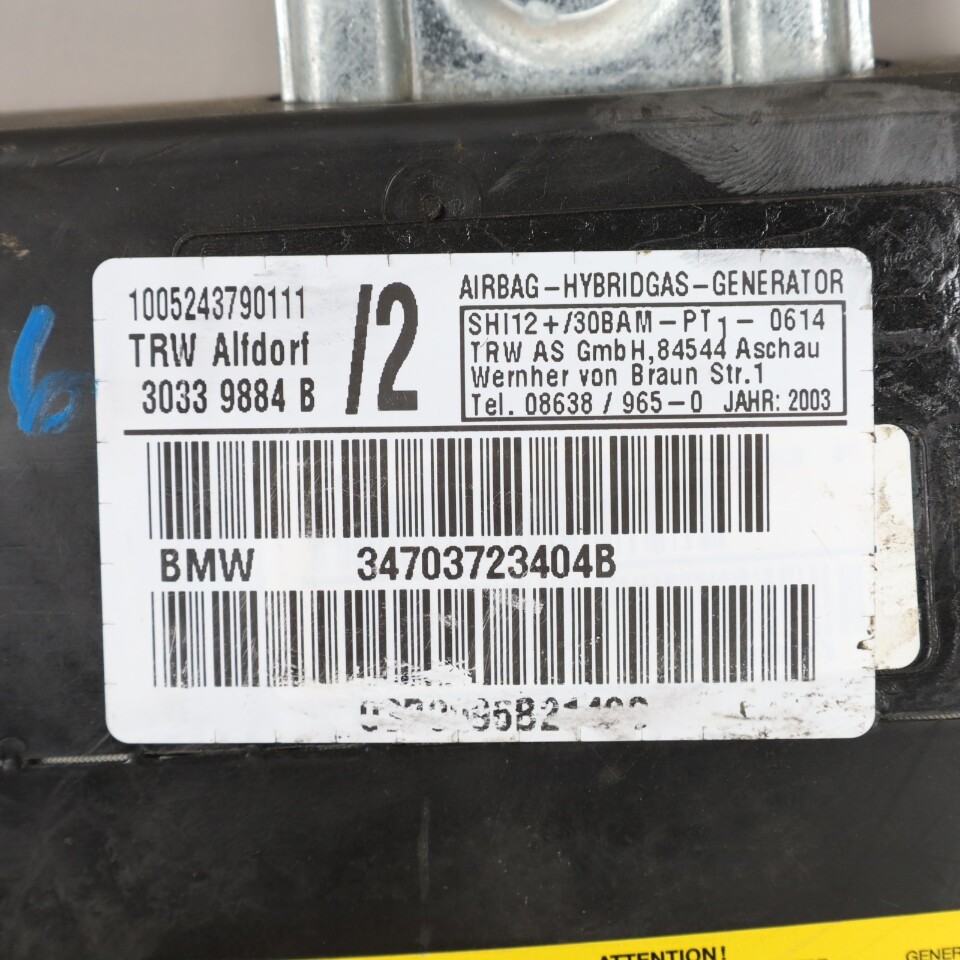 6
1005243790111
TRW Alfdorf
3033 9884 B
/2
AIRBAG-HYBRIDGAS-GENERATOR
SHI12+/30BAM-PT1- 0614
TRW AS GmbH,84544 Aschau
Wernher von Braun Str.1
Tel. 08638 / 965-0 JAHR: 2003
BMW 34703723404B
ATTENTION!